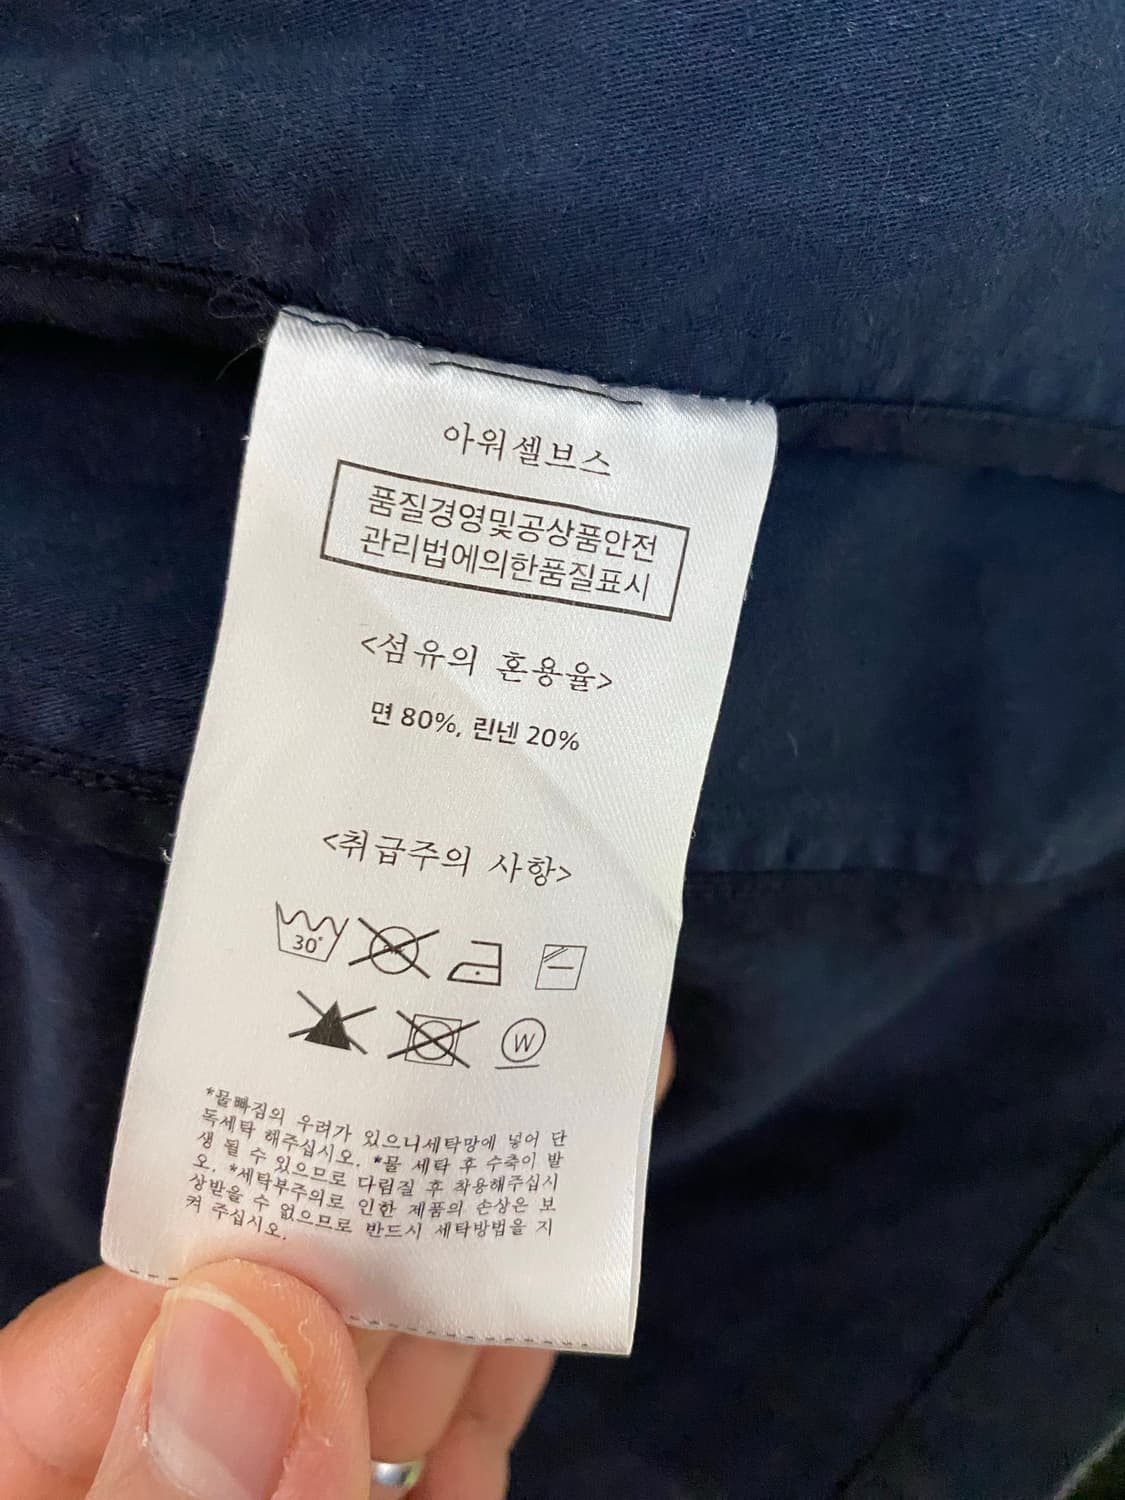 아워셀브스
품질경영및공상품안전
관리법에의한품질표시
<섬유의 혼용율>
면 80%, 린넨 20%
<취급주의 사항>
30°
W
*물빠짐의 우려가 있으니세탁망에 넣어 단
독세탁 해주십시오. *물 세탁 후 수축이 발
생 될 수 있으므로 다림질 후 착용해주십시
오. *세탁부주의로 인한 제품의 손상은 보
상받을 수 없으므로 반드시 세탁방법을 지
켜 주십시오.